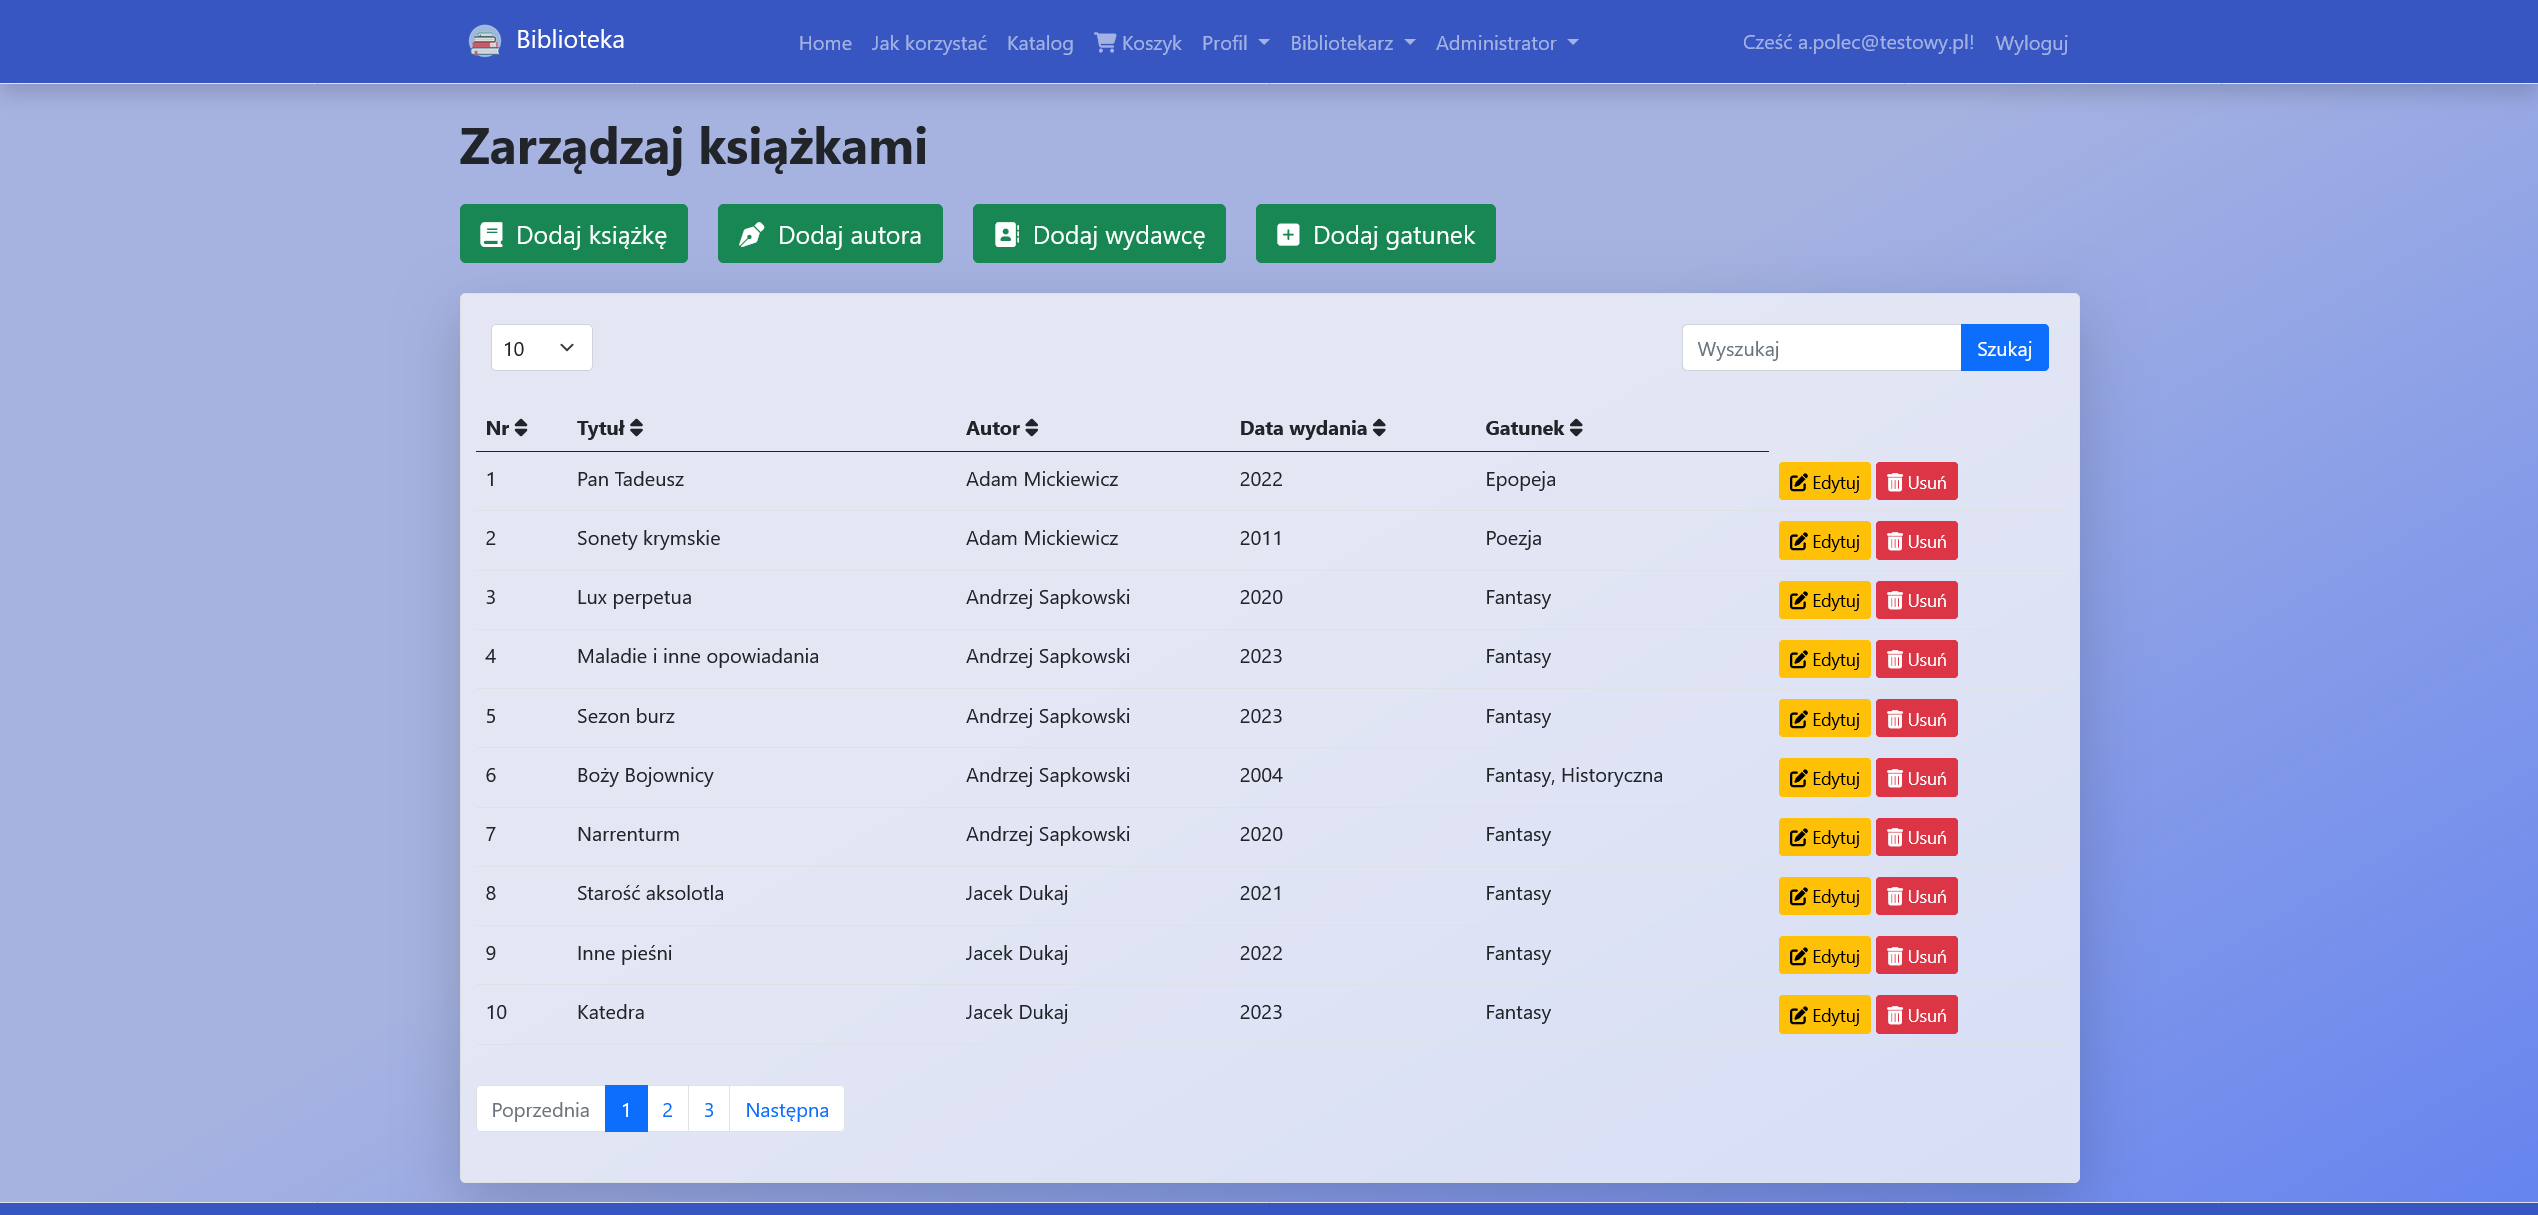 Biblioteka Home Jak korzystać Katalog Koszyk Profil Bibliotekarz Administrator Cześć a.polec@testowy.pl! Wyloguj
Zarządzaj książkami
Dodaj książkę Dodaj autora Dodaj wydawcę Dodaj gatunek
10 Wyszukaj Szukaj
Nr Tytuł Autor Data wydania Gatunek
1 Pan Tadeusz Adam Mickiewicz 2022 Epopeja Edytuj Usuń
2 Sonety krymskie Adam Mickiewicz 2011 Poezja Edytuj Usuń
3 Lux perpetua Andrzej Sapkowski 2020 Fantasy Edytuj Usuń
4 Maladie i inne opowiadania Andrzej Sapkowski 2023 Fantasy Edytuj Usuń
5 Sezon burz Andrzej Sapkowski 2023 Fantasy Edytuj Usuń
6 Boży Bojownicy Andrzej Sapkowski 2004 Fantasy, Historyczna Edytuj Usuń
7 Narrenturm Andrzej Sapkowski 2020 Fantasy Edytuj Usuń
8 Starość aksolotla Jacek Dukaj 2021 Fantasy Edytuj Usuń
9 Inne pieśni Jacek Dukaj 2022 Fantasy Edytuj Usuń
10 Katedra Jacek Dukaj 2023 Fantasy Edytuj Usuń
Poprzednia 1 2 3 Następna